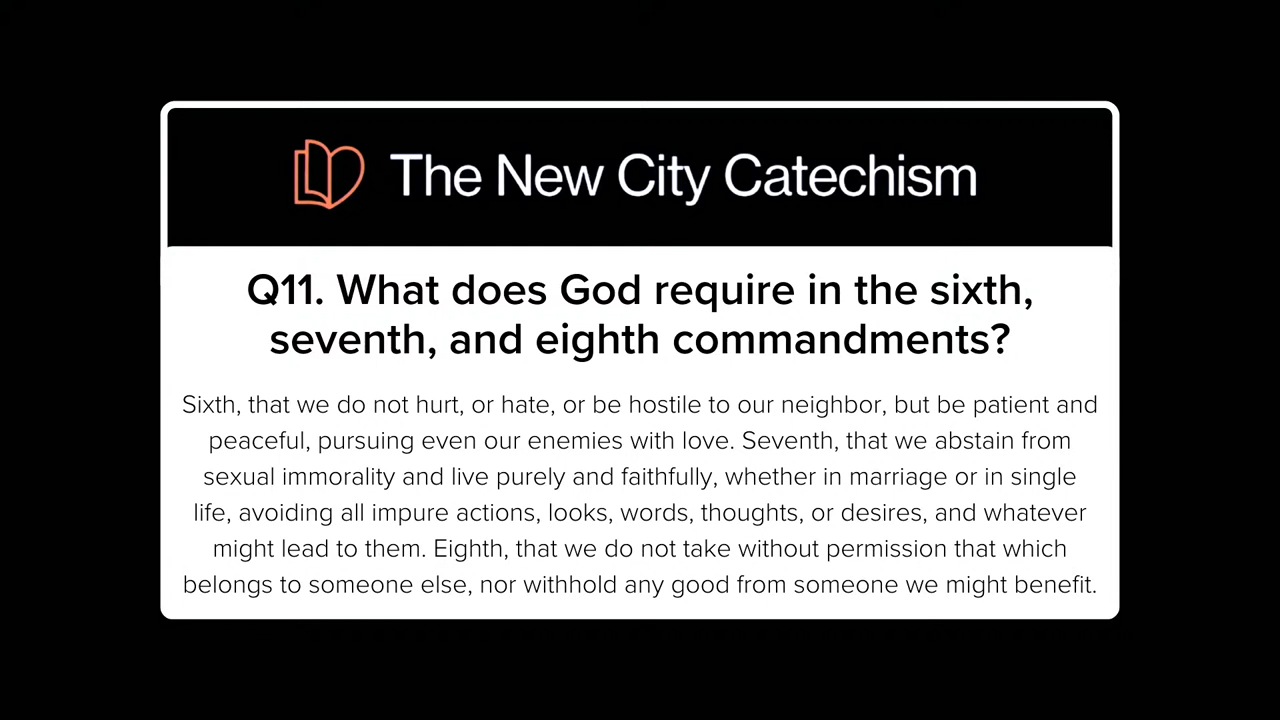 The New City Catechism
Q11. What does God require in the sixth,
seventh, and eighth commandments?
Sixth, that we do not hurt, or hate, or be hostile to our neighbor, but be patient and
peaceful, pursuing even our enemies with love. Seventh, that we abstain from
sexual immorality and live purely and faithfully, whether in marriage or in single
life, avoiding all impure actions, looks, words, thoughts, or desires, and whatever
might lead to them. Eighth, that we do not take without permission that which
belongs to someone else, nor withhold any good from someone we might benefit.